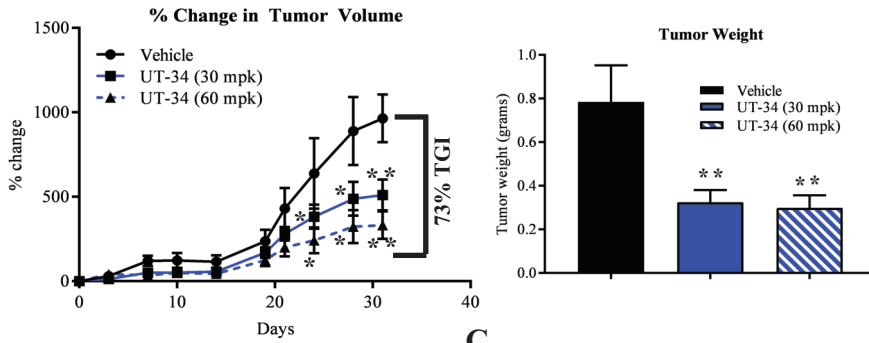 % Change in Tumor Volume
1500
1000
500
0
% change
Vehicle
UT-34 (30 mpk)
UT-34 (60 mpk)
*
*
* *
*
*
* *
73% TGI
0
10
20
30
40
Days
Tumor Weight
1.0
0.8
0.6
0.4
0.2
0.0
Tumor weight (grams)
Vehicle
UT-34 (30 mpk)
UT-34 (60 mpk)
* *
* *